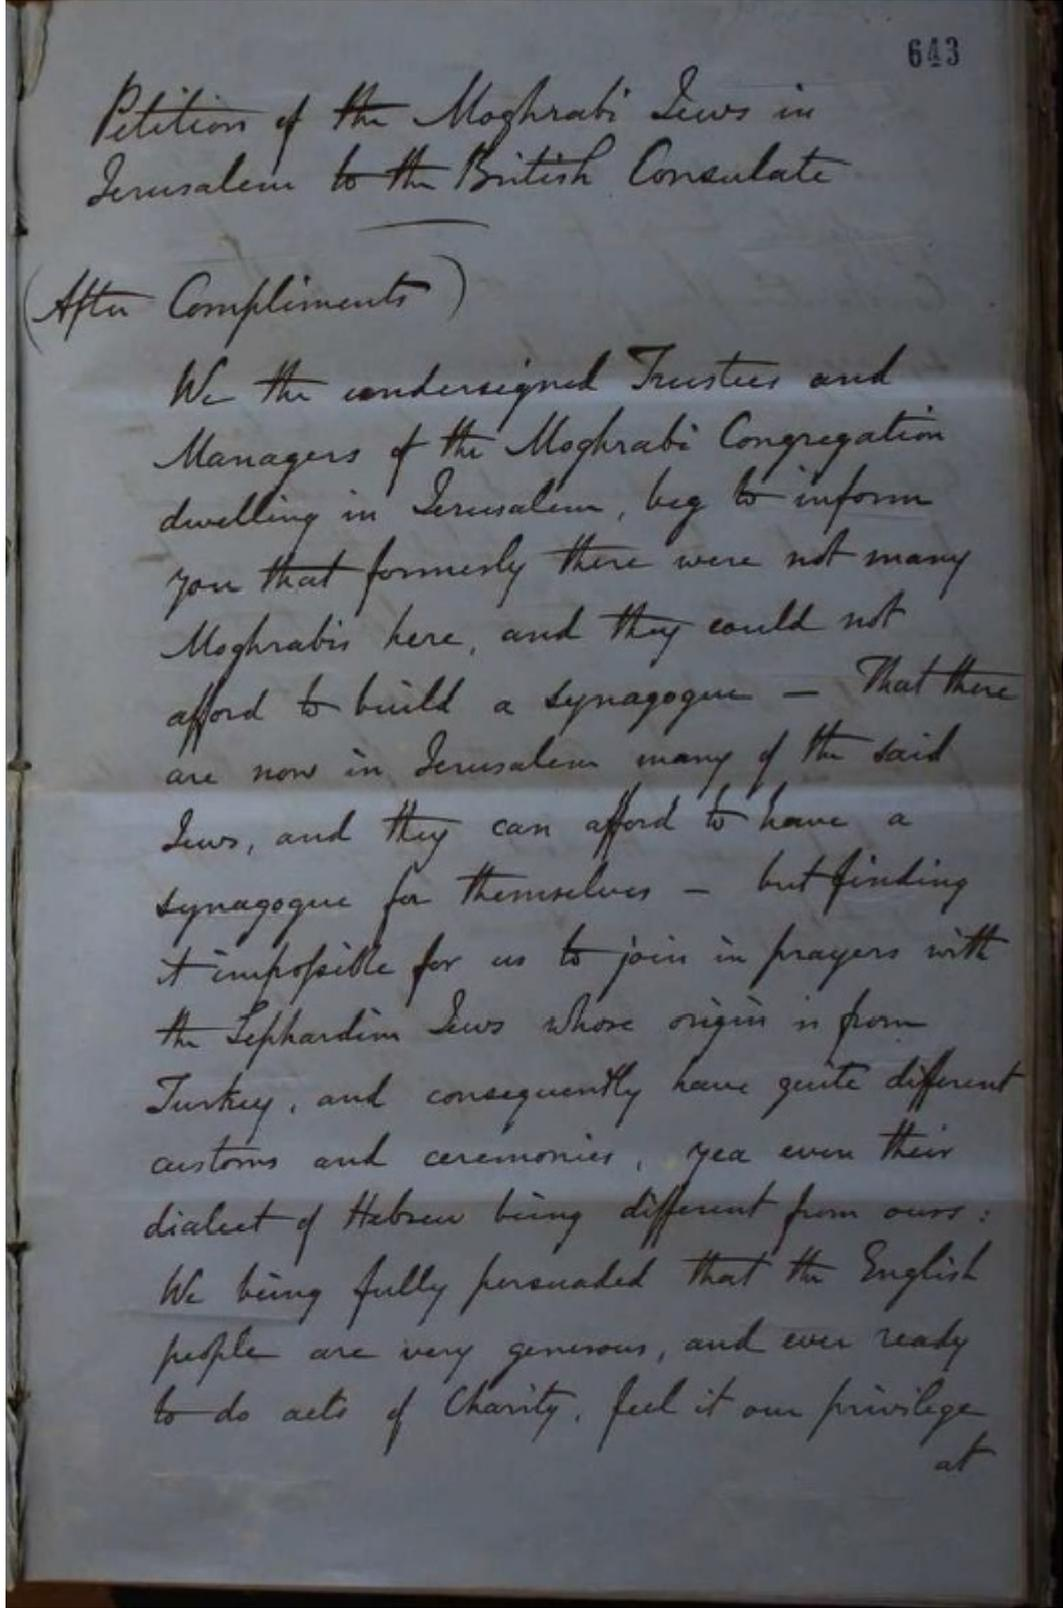 643
Petition of the Moghrabi Jews in
Jerusalem to the British Consulate
(After Compliments)
We the undersigned Trustees and
Managers of the Moghrabi Congregation
dwelling in Jerusalem, beg to inform
you that formerly there were not many
Moghrabis here, and they could not
afford to build a synagogue — That there
are now in Jerusalem many of the said
Jews, and they can afford to have a
synagogue for themselves — but finding
it impossible for us to join in prayers with
the Sephardim Jews whose origin is from
Turkey, and consequently have quite different
customs and ceremonies, yea even their
dialect of Hebrew being different from ours:
We being fully persuaded that the English
people are very generous, and ever ready
to do acts of Charity, feel it our privilege
at